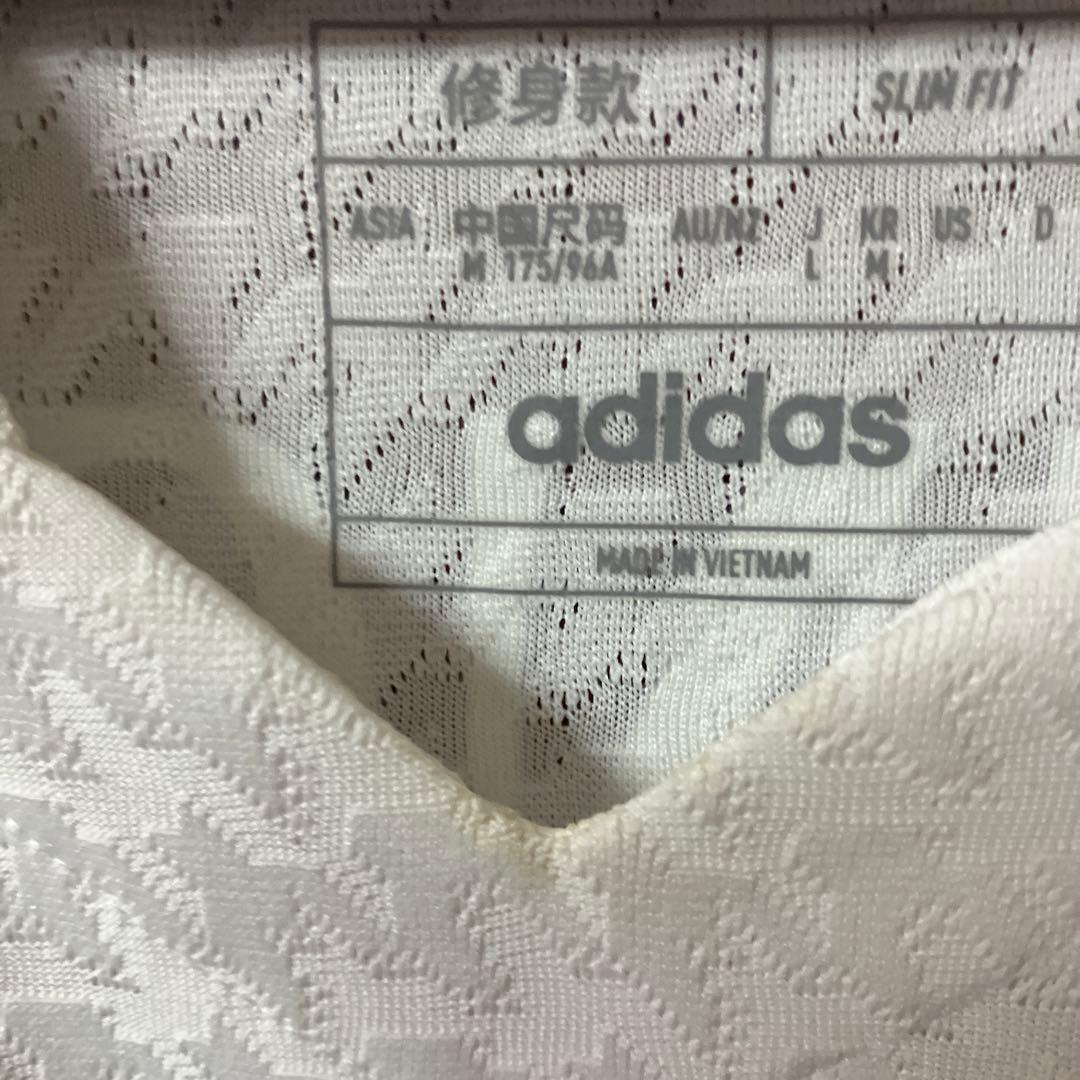 修身款 SLIM FIT
ASIA 中国尺码 AU/NZ J KR US D
M 175/96A L M
adidas
MADE IN VIETNAM